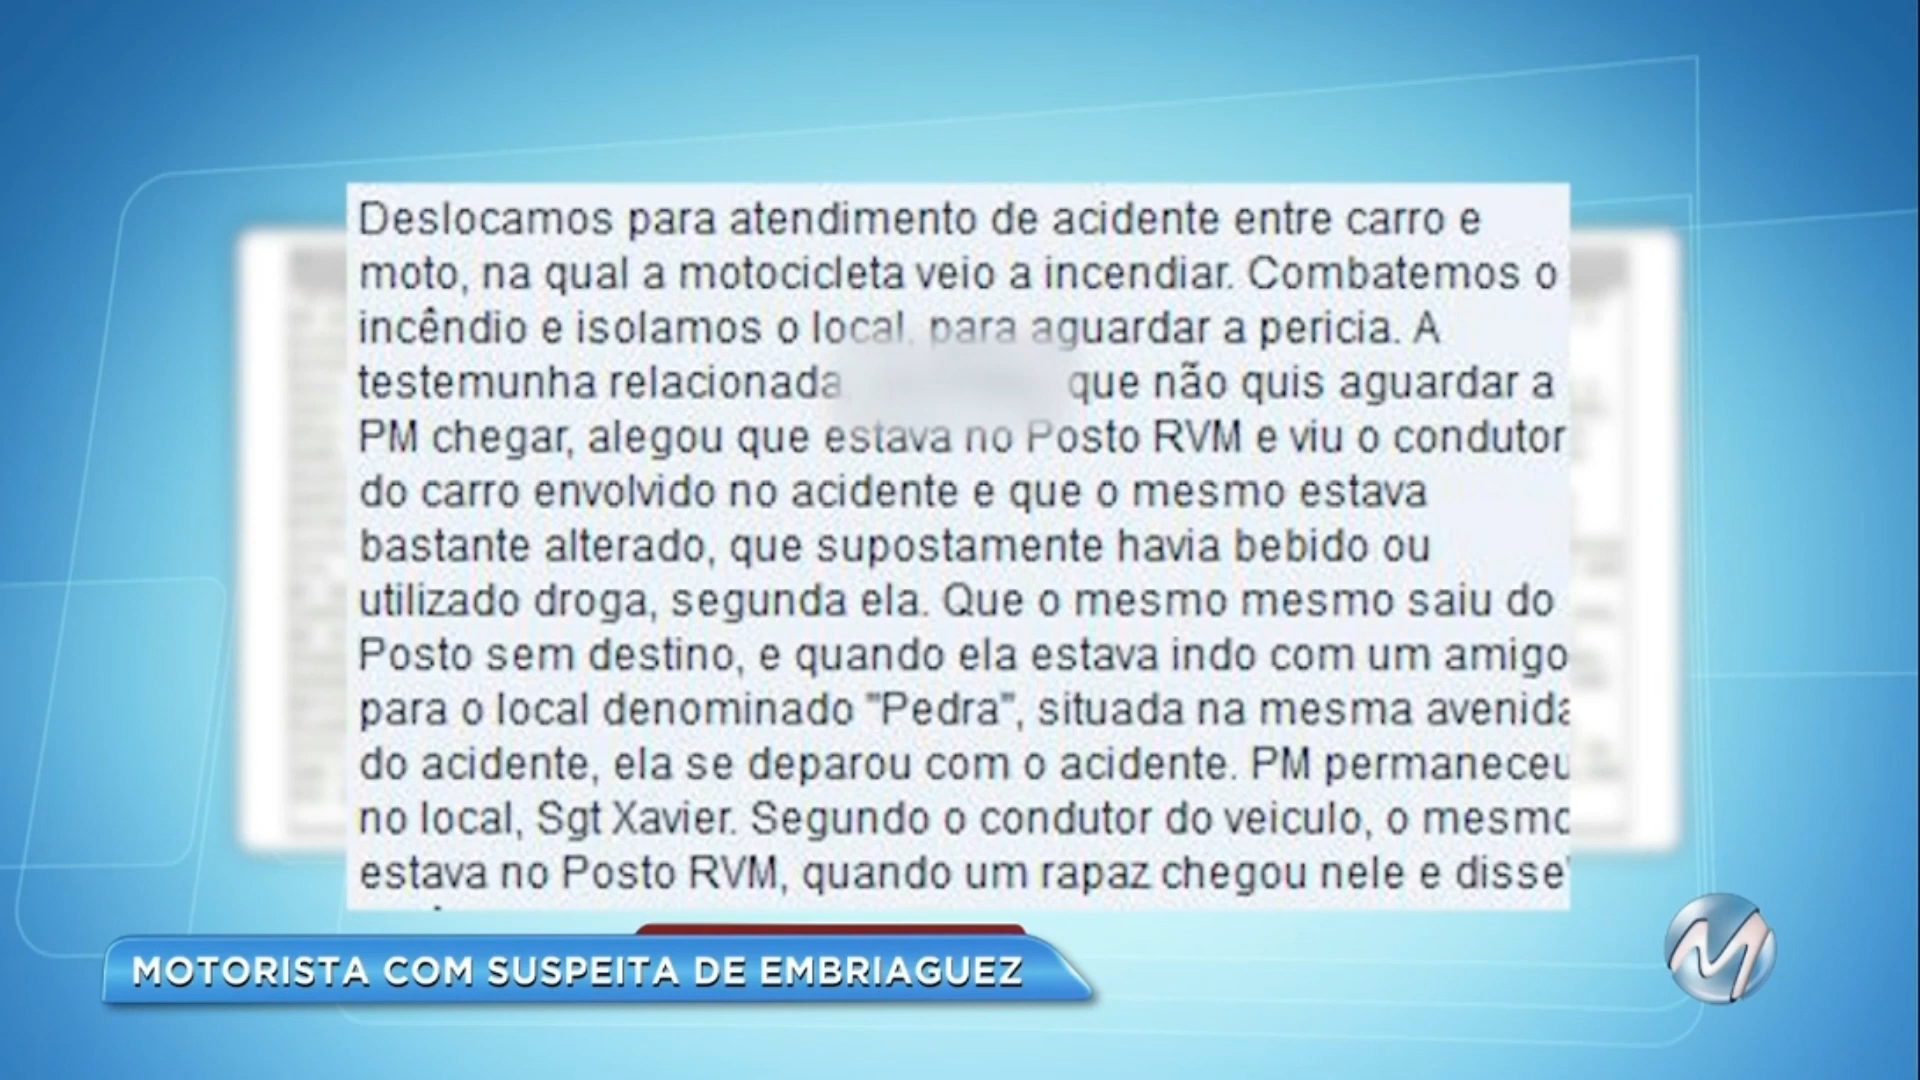 Deslocamos para atendimento de acidente entre carro e
moto, na qual a motocicleta veio a incendiar. Combatemos o
incêndio e isolamos o local, para aguardar a pericia. A
testemunha relacionada que não quis aguardar a
PM chegar, alegou que estava no Posto RVM e viu o condutor
do carro envolvido no acidente e que o mesmo estava
bastante alterado, que supostamente havia bebido ou
utilizado droga, segunda ela. Que o mesmo mesmo saiu do
Posto sem destino, e quando ela estava indo com um amigo
para o local denominado "Pedra", situada na mesma avenida
do acidente, ela se deparou com o acidente. PM permaneceu
no local, Sgt Xavier. Segundo o condutor do veiculo, o mesmo
estava no Posto RVM, quando um rapaz chegou nele e disse"
MOTORISTA COM SUSPEITA DE EMBRIAGUEZ
M